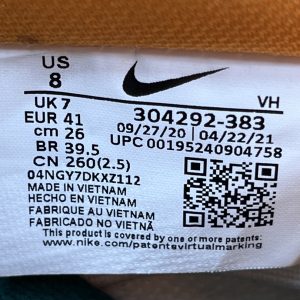 US
8
VH
UK 7
304292-383
EUR 41
09/27/20 04/22/21
cm 26
UPC 00195240904758
BR 39.5
CN 260(2.5)
04NGY7DKXZ112
MADE IN VIETNAM
HECHO EN VIETNAM
FABRIQUE AU VIETNAM
FABRICADO NO VIETNÃ
This product is covered by one or more patents
www.nike.com/patentsvirtualmarking